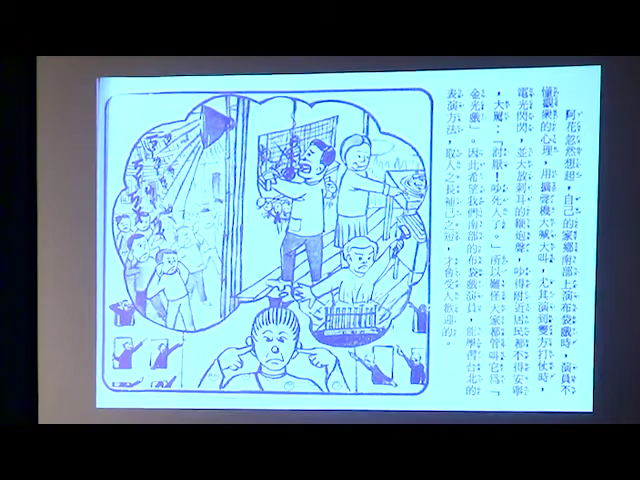 阿花忽然想起，自己的家鄉南部上演布袋戲時，演員不
懂觀衆的心理，用擴聲機大喊大叫，尤其演到雙方打仗時，
電光閃閃，並大放刺耳的鞭炮聲，吵得附近居民都不得安寧
，大駡：「討厭！吵死人了。」所以難怪大家都管叫它爲『
金光戲』。因此希望我們南部的布袋戲演員，能學習台北的
表演方法，取人之長補己之短，才會受人歡迎的。